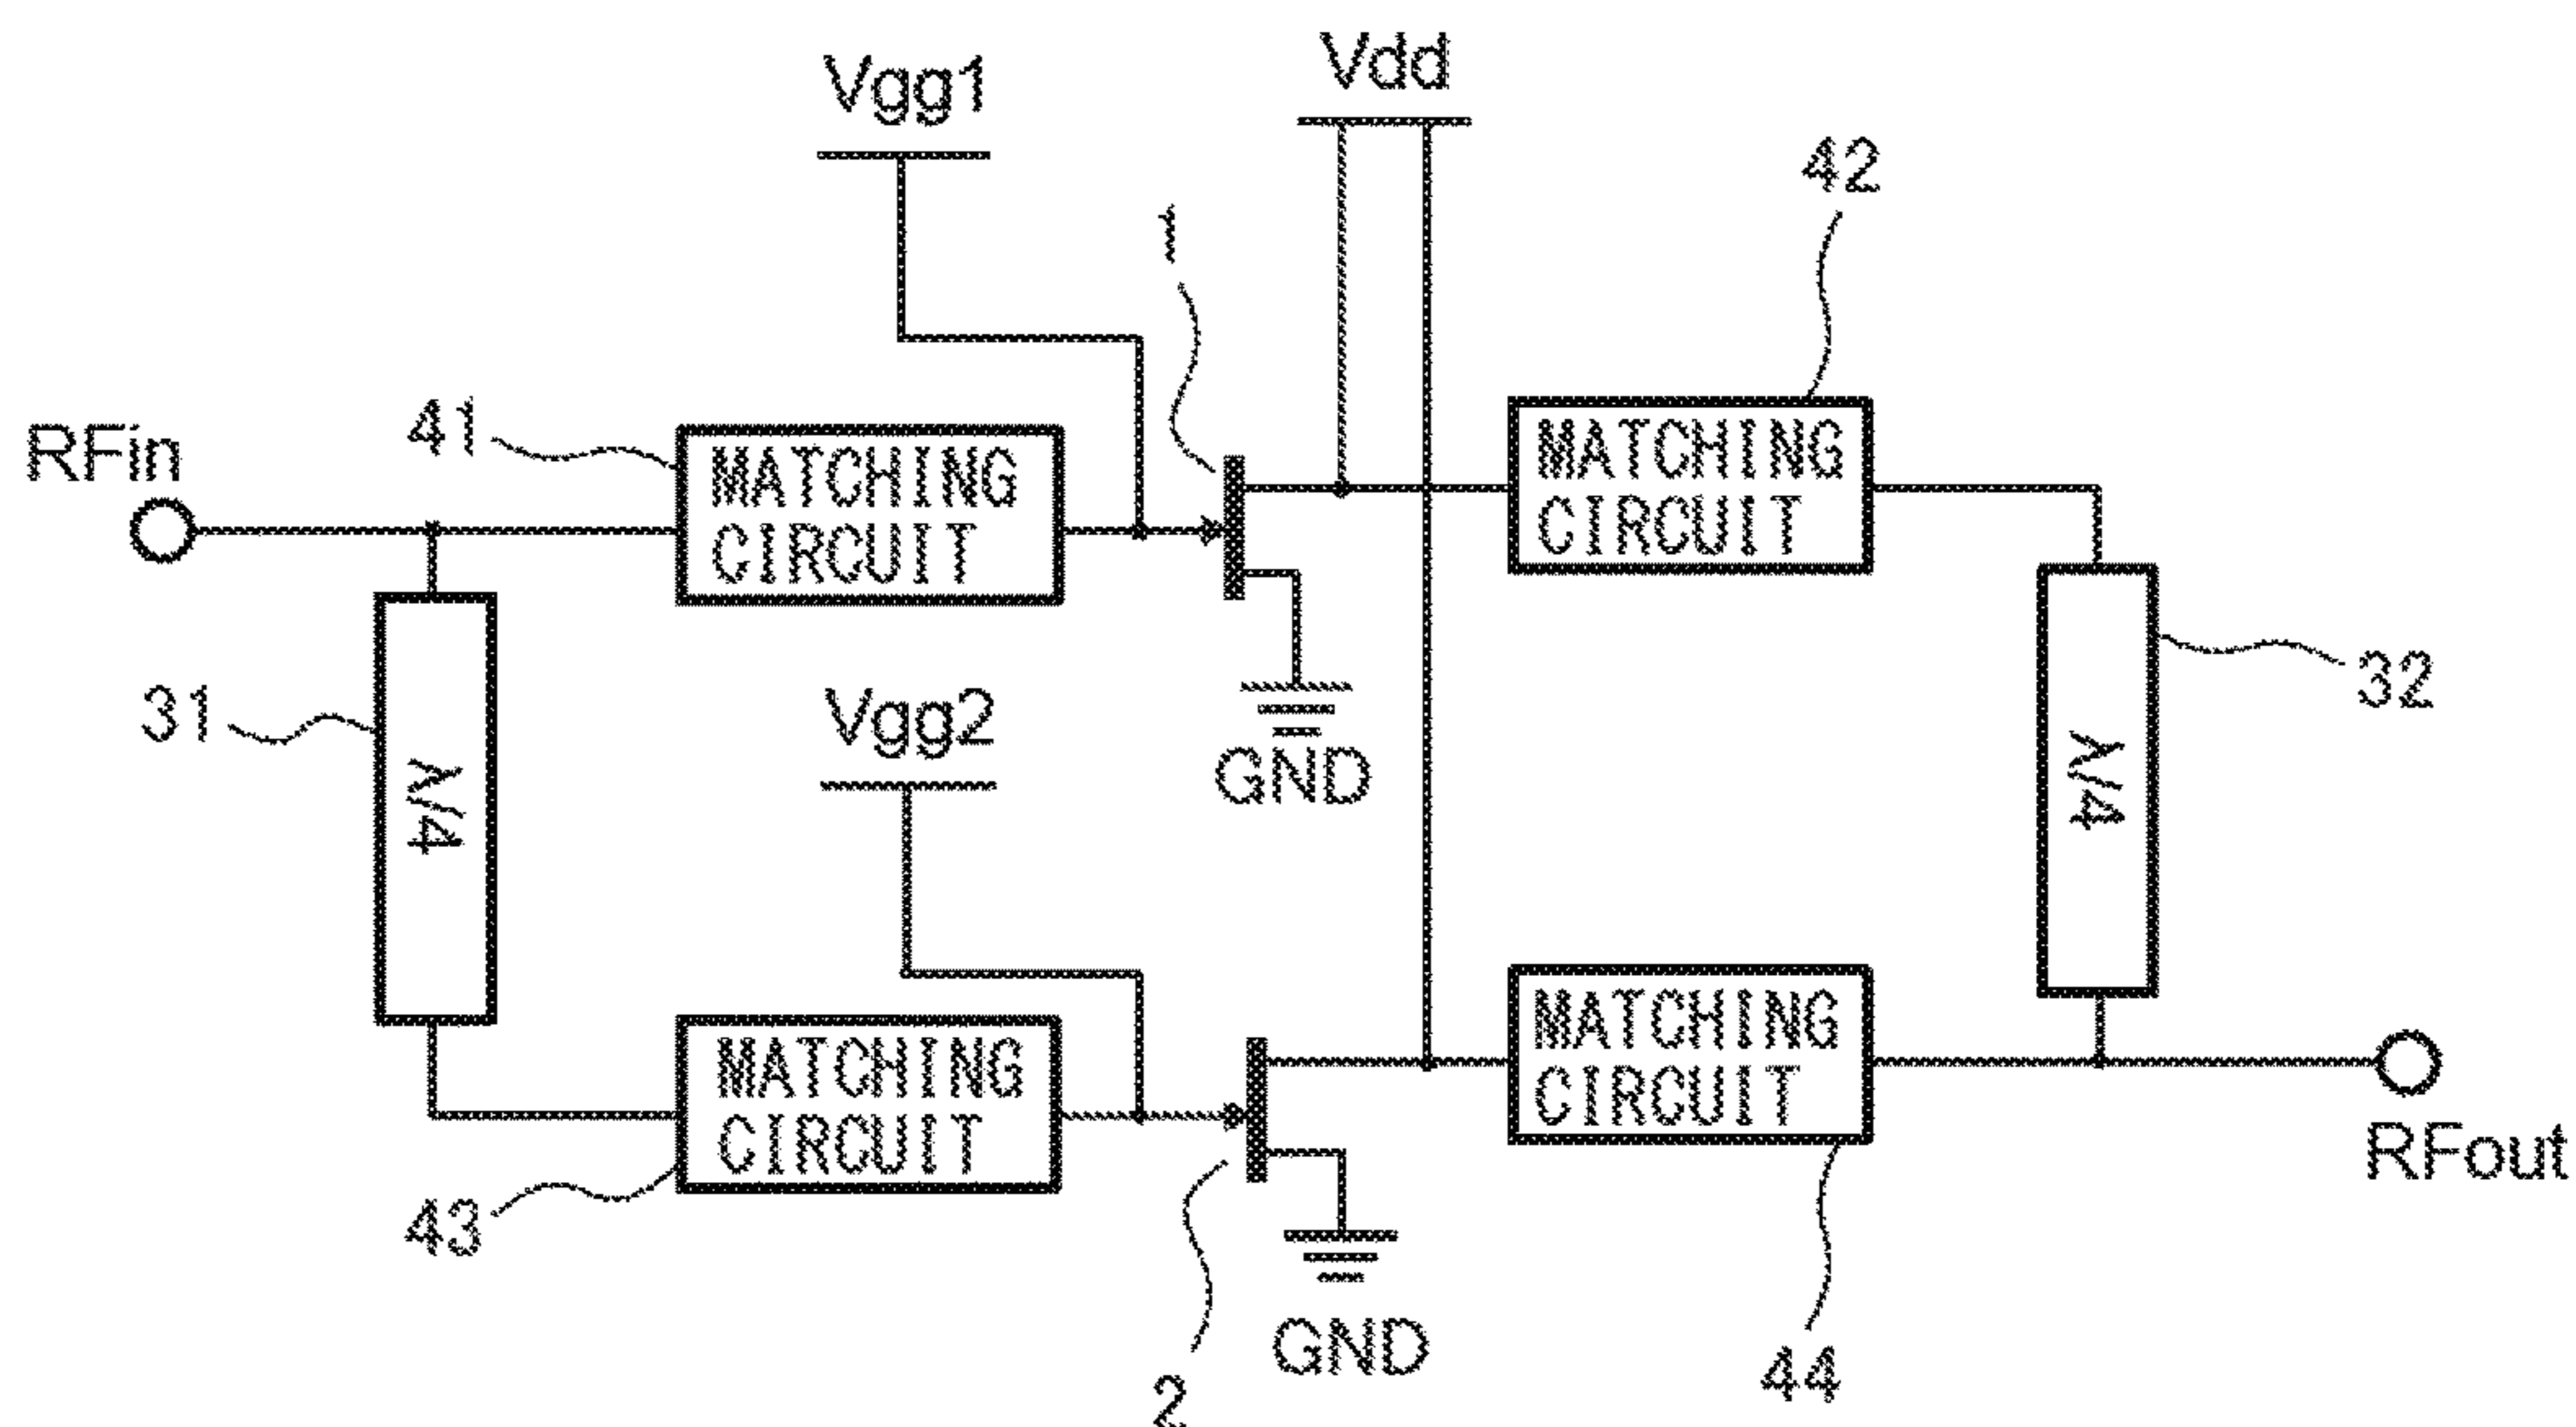 Vdd
Vgg1
42
1
41
RFin
MATCHING
CIRCUIT
MATCHING
CIRCUIT
31
λ/4
Vgg2
GND
32
λ/4
MATCHING
CIRCUIT
MATCHING
CIRCUIT
43
RFout
GND
2
44